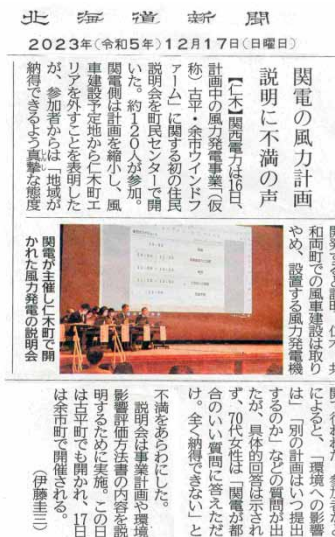 北海道新聞
2023年(令和5年)12月17日(日曜日)
関電の風力計画
説明に不満の声
【仁木】関西電力は16日、
計画中の風力発電事業「(仮
称)古平・余市ウインドフ
ァーム」に関する初の住民
説明会を町民センターで開
いた。約120人が参加。
関電側は計画を縮小し、風
車建設予定地から仁木町エ
リアを外すことを表明した
が、参加者からは「地域が
納得できるよう真摯な態度
和両町での風車建設は取り
やめ、設置する風力発電機
関電が主催し仁木町で開
かれた風力発電の説明会
によると、「環境への影響
は」「別の計画はいつ提出
するのか」などの質問が出
たが、具体的回答は示され
ず、70代女性は「関電が都
合のいい質問に答えただ
け。全く納得できない」と
不満をあらわにした。
説明会は事業計画や環境
影響評価方法書の内容を説
明するために実施。この日
は古平町でも開かれ、17日
は余市町で開催される。
(伊藤圭三)